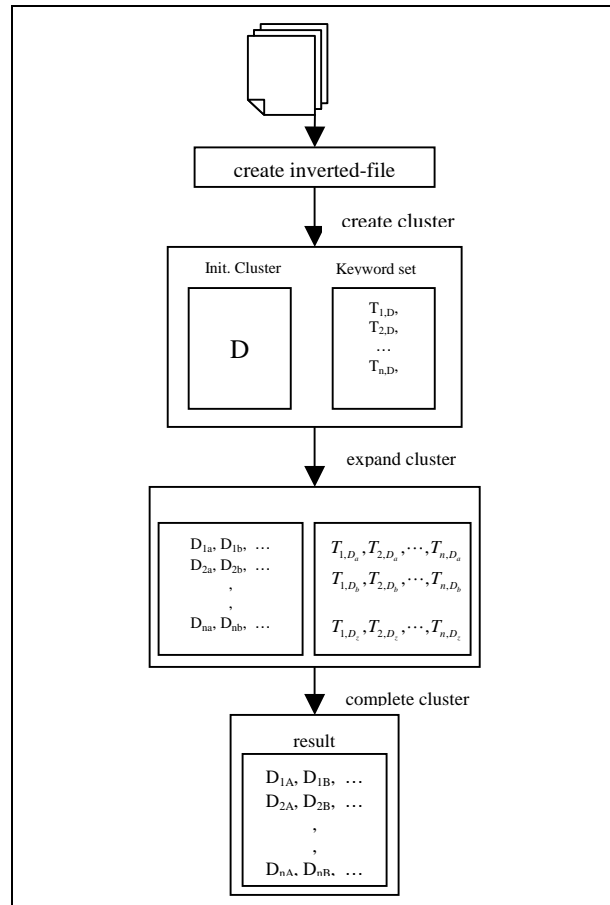 create inverted-file
create cluster
Init. Cluster
Keyword set
D
T1,D,
T2,D,
…
Tn,D,
expand cluster
D1a, D1b, …
D2a, D2b, …
,
,
Dna, Dnb, …
T1,Da, T2,Da, ⋯, Tn,Da
T1,Db, T2,Db, ⋯, Tn,Db
T1,Dz, T2,Dz, ⋯, Tn,Dz
complete cluster
result
D1A, D1B, …
D2A, D2B, …
,
,
DnA, DnB, …